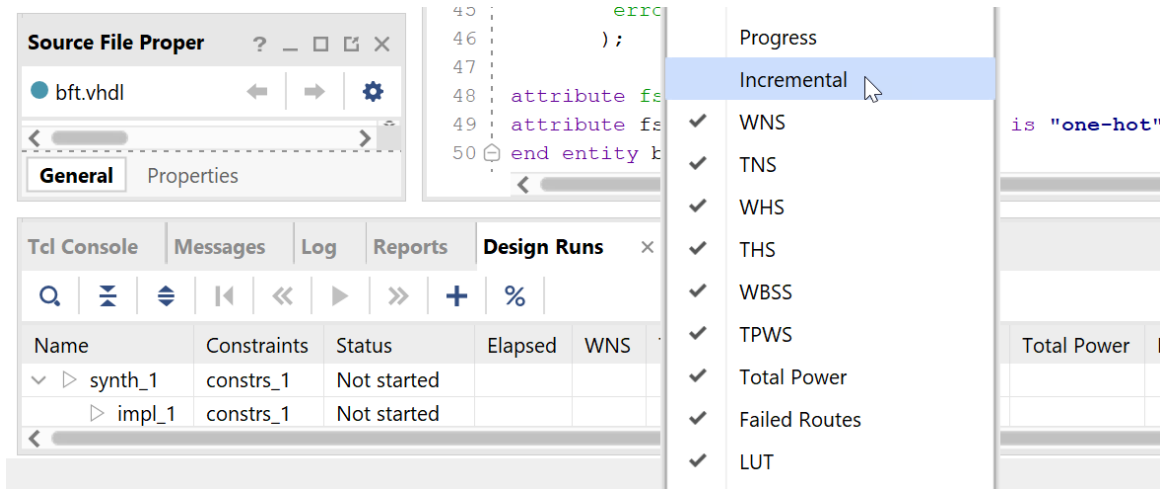 Source File Proper ?
bft.vhdl
General Properties
45 erro
46 );
47
48 attribute fs
49 attribute fs is "one-hot"
50 end entity b
Progress
Incremental
WNS
TNS
WHS
THS
WBSS
TPWS
Total Power
Failed Routes
LUT
Tcl Console Messages Log Reports Design Runs
%
Name Constraints Status Elapsed WNS Total Power
synth_1 constrs_1 Not started
impl_1 constrs_1 Not started